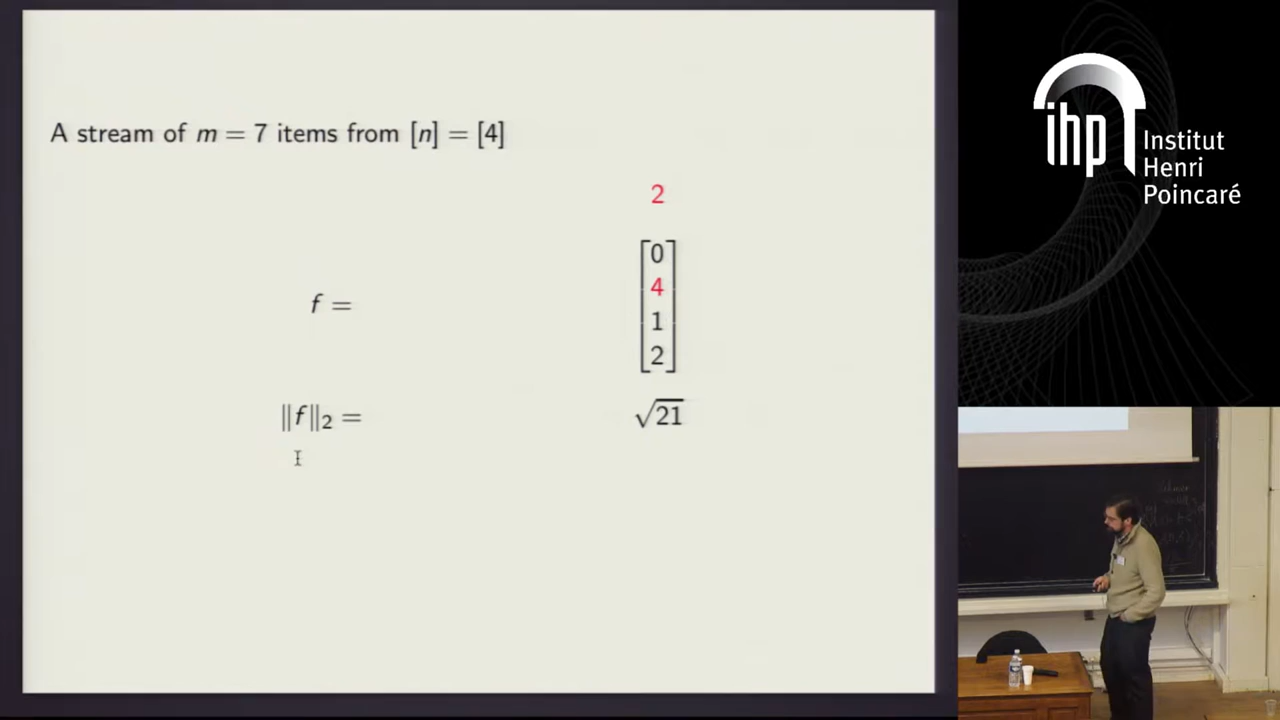 A stream of m = 7 items from [n] = [4]
2
f =
0
4
1
2
‖f‖₂ =
√21
ihp
Institut
Henri
Poincaré